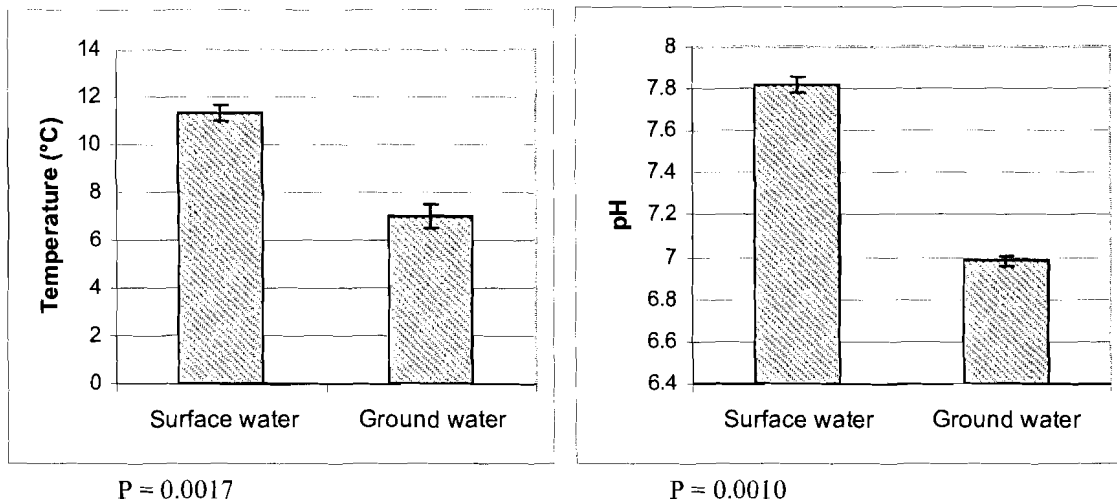 Temperature (°C)
14
12
10
8
6
4
2
0
Surface water
Ground water
P = 0.0017
pH
8
7.8
7.6
7.4
7.2
7
6.8
6.6
6.4
Surface water
Ground water
P = 0.0010